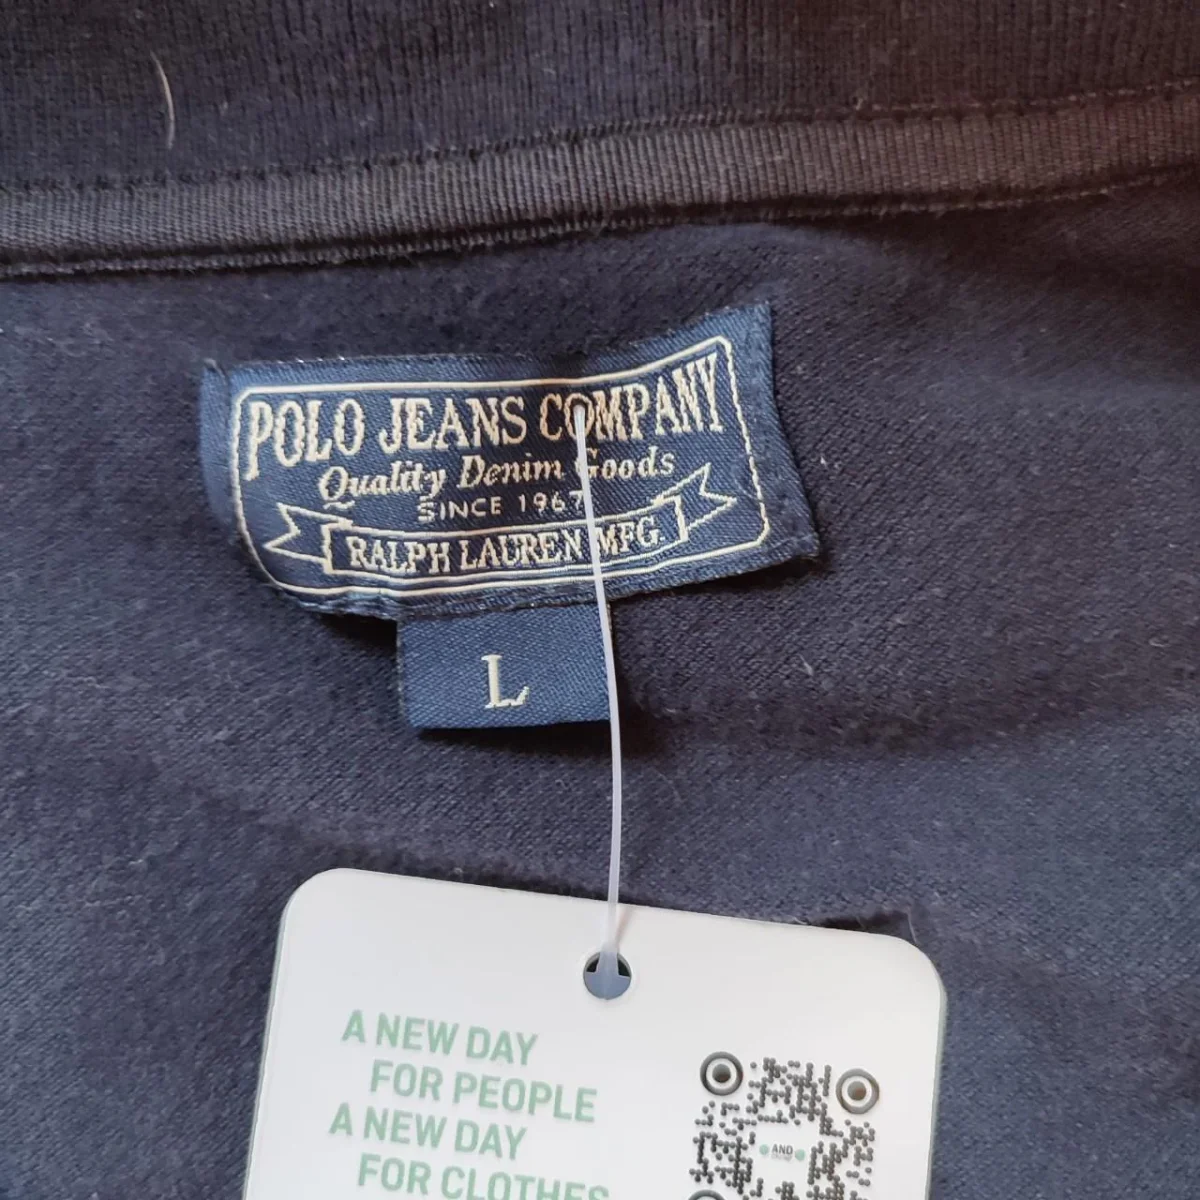 POLO JEANS COMPANY
Quality Denim Goods
SINCE 1967
RALPH LAUREN MFG.
L
A NEW DAY
FOR PEOPLE
A NEW DAY
FOR CLOTHES
AND